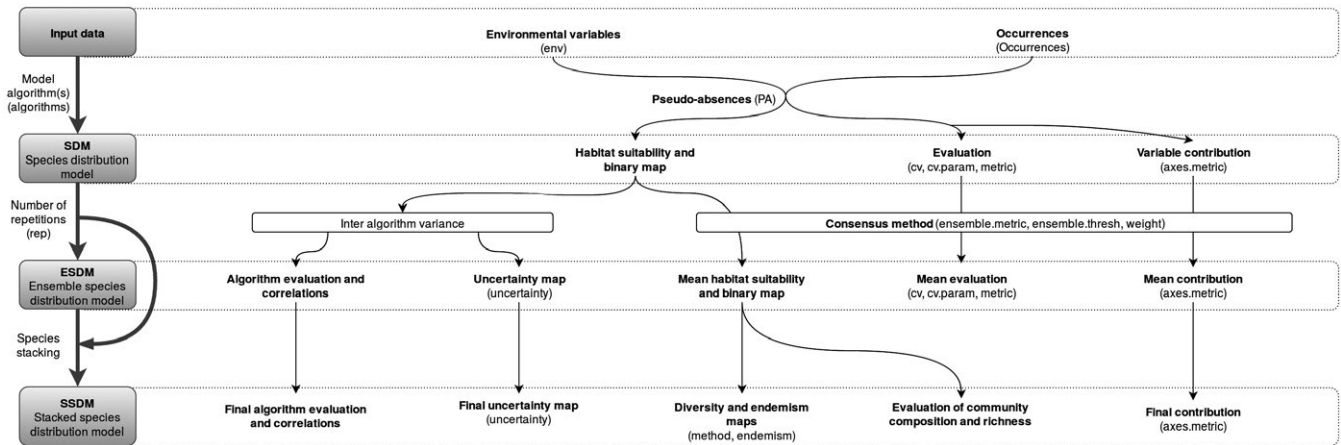 Input data
Environmental variables
(env)
Occurrences
(Occurrences)
Model
algorithm(s)
(algorithms)
Pseudo-absences (PA)
SDM
Species distribution
model
Habitat suitability and
binary map
Evaluation
(cv, cv.param, metric)
Variable contribution
(axes.metric)
Number of
repetitions
(rep)
Inter algorithm variance
Consensus method (ensemble.metric, ensemble.thresh, weight)
ESDM
Ensemble species
distribution model
Algorithm evaluation and
correlations
Uncertainty map
(uncertainty)
Mean habitat suitability
and binary map
Mean evaluation
(cv, cv.param, metric)
Mean contribution
(axes.metric)
Species
stacking
SSDM
Stacked species
distribution model
Final algorithm evaluation
and correlations
Final uncertainty map
(uncertainty)
Diversity and endemism
maps
(method, endemism)
Evaluation of community
composition and richness
Final contribution
(axes.metric)